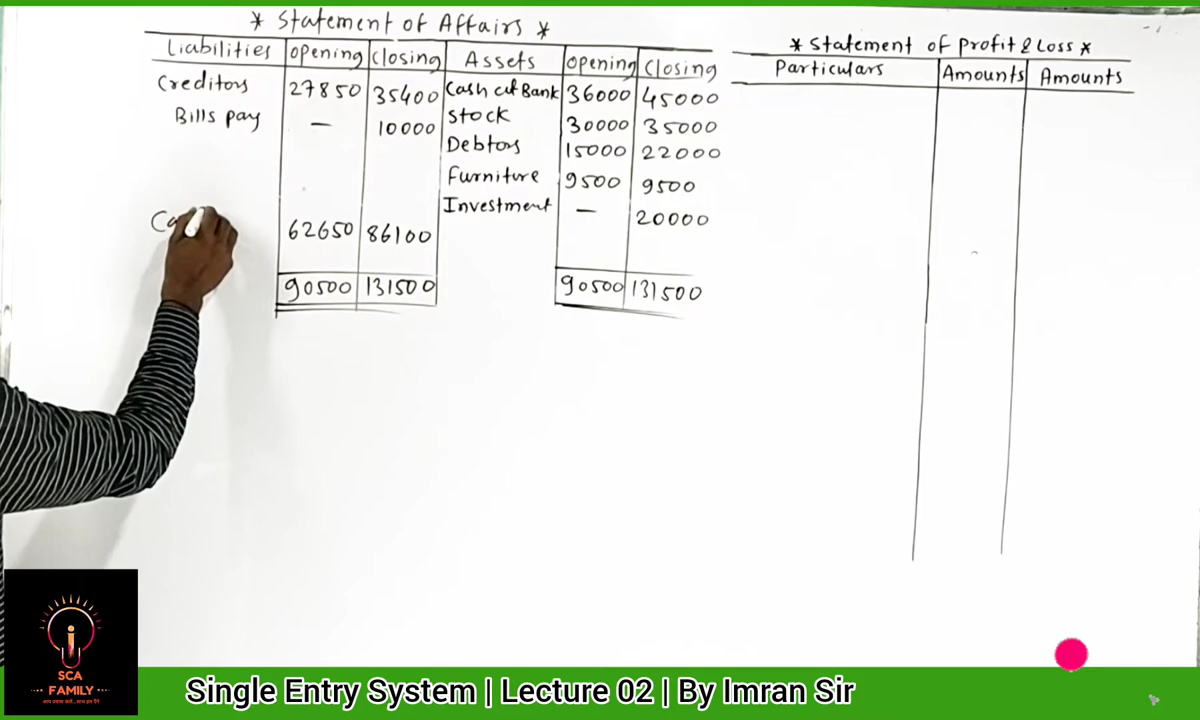 * Statement of Affairs *
Liabilities opening closing Assets opening closing
Creditors 27850 35400 Cash at Bank 36000 45000
Bills pay — 10000 Stock 30000 35000
Debtors 15000 22000
Furniture 9500 9500
Investment — 20000
Ca 62650 86100
90500 131500 90500 131500
* Statement of Profit & Loss *
Particulars Amounts Amounts
SCA
FAMILY
Single Entry System | Lecture 02 | By Imran Sir